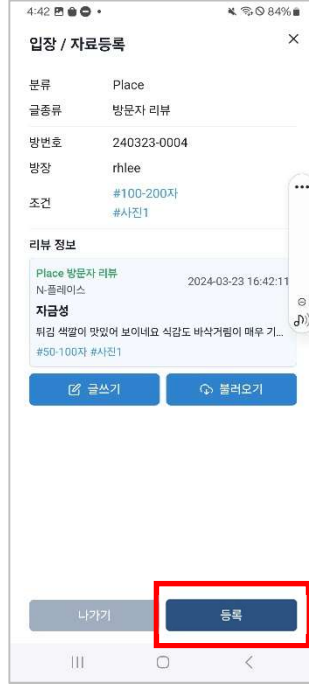 4:42
84%
입장 / 자료등록
분류 Place
글종류 방문자 리뷰
방번호 240323-0004
방장 rhlee
조건 #100-200자
#사진1
리뷰 정보
Place 방문자 리뷰
N-플레이스 2024-03-23 16:42:11
지금성
튀김 색깔이 맛있어 보이네요 식감도 바삭거림이 매우 기...
#50-100자 #사진1
글쓰기 불러오기
나가기 등록